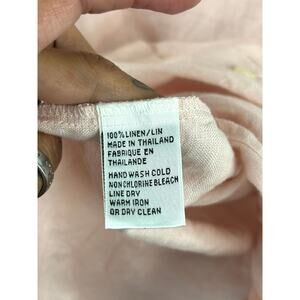 100% LINEN/LIN
MADE IN THAILAND
FABRIQUE EN
THAILANDE
HAND WASH COLD
NON CHLORINE BLEACH
LINE DRY
WARM IRON
OR DRY CLEAN